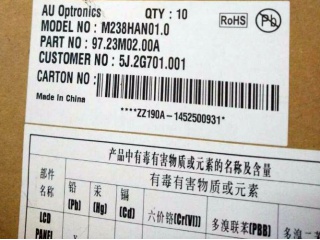 AU Optronics QTY : 10
MODEL NO : M238HAN01.0
PART NO : 97.23M02.00A
CUSTOMER NO : 5J.2G701.001
CARTON NO :
RoHS
Pb
Made in China
****ZZ190A-1452500931*
产品中有毒有害物质或元素的名称及含量
部件名称 有毒有害物质或元素
铅(Pb) 汞(Hg) 镉(Cd) 六价铬(Cr(VI)) 多溴联苯(PBB) 多溴二苯
LCD
PANEL X